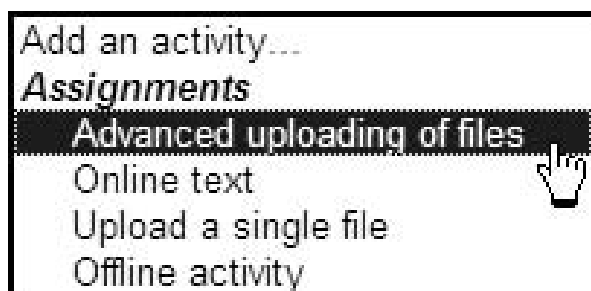 Add an activity...
Assignments
Advanced uploading of files
Online text
Upload a single file
Offline activity